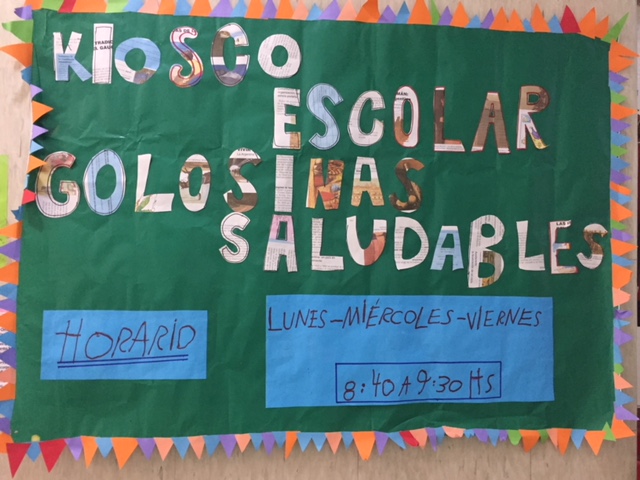 KIOSCO
ESCOLAR
GOLOSINAS
SALUDABLES
HORARIO
LUNES-MIÉRCOLES-VIERNES
8:40 A 9:30 HS